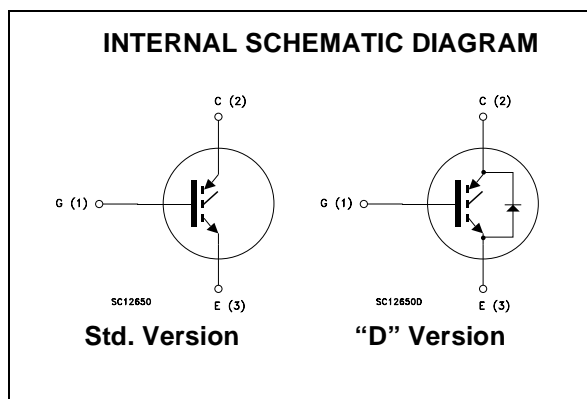 INTERNAL SCHEMATIC DIAGRAM
C (2)
C (2)
G (1)
G (1)
SC12650
E (3)
SC12650D
E (3)
Std. Version
“D” Version